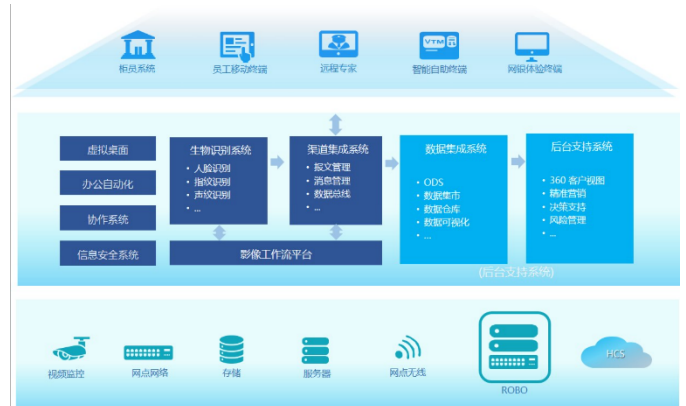 VTM
柜员系统
员工移动终端
远程专家
智能自助终端
网银体验终端
虚拟桌面
办公自动化
协作系统
信息安全系统
生物识别系统
• 人脸识别
• 指纹识别
• 声纹识别
• ...
渠道集成系统
• 报文管理
• 消息管理
• 数据总线
• ...
影像工作流平台
数据集成系统
• ODS
• 数据集市
• 数据仓库
• 数据可视化
• ...
后台支持系统
• 360 客户视图
• 精准营销
• 决策支持
• 风险管理
• ...
(后台支持系统)
视频监控
网点网络
存储
服务器
网点无线
ROBO
HCS